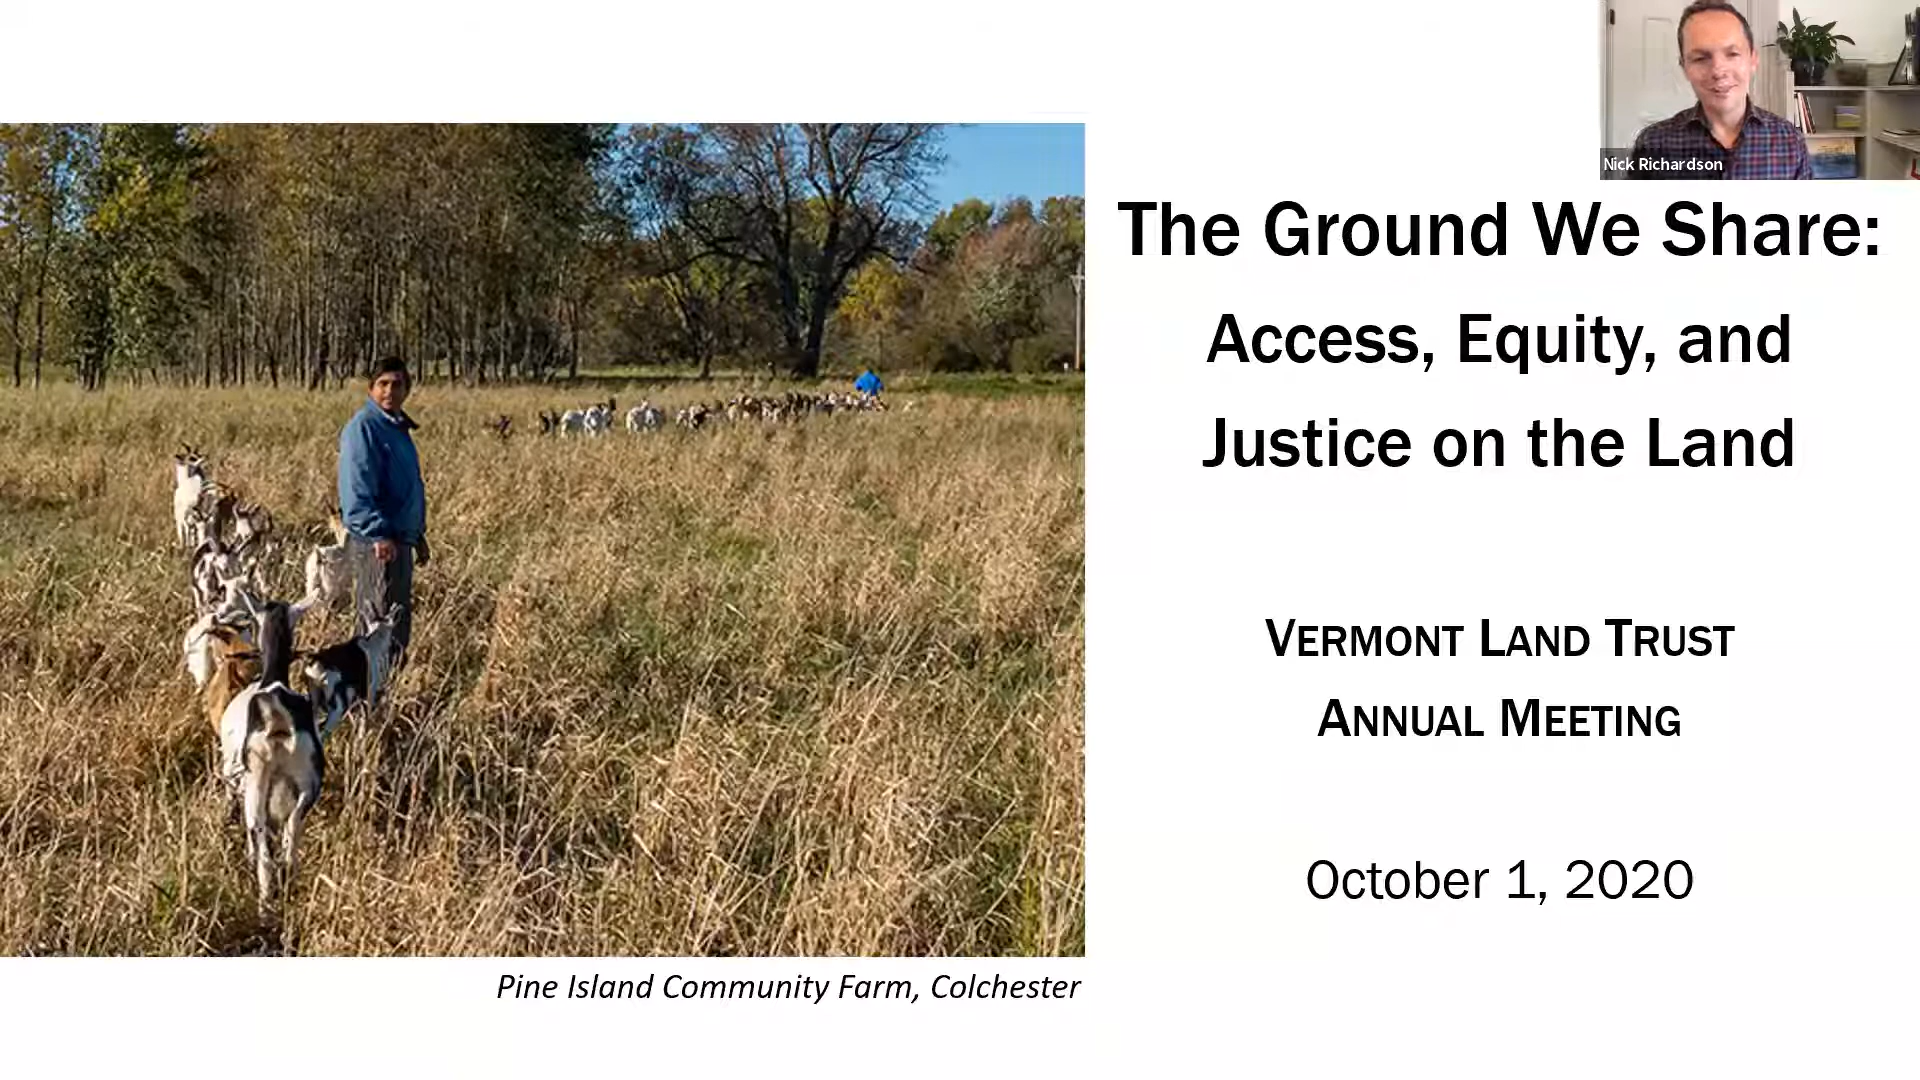 Nick Richardson
The Ground We Share:
Access, Equity, and
Justice on the Land
VERMONT LAND TRUST
ANNUAL MEETING
October 1, 2020
Pine Island Community Farm, Colchester